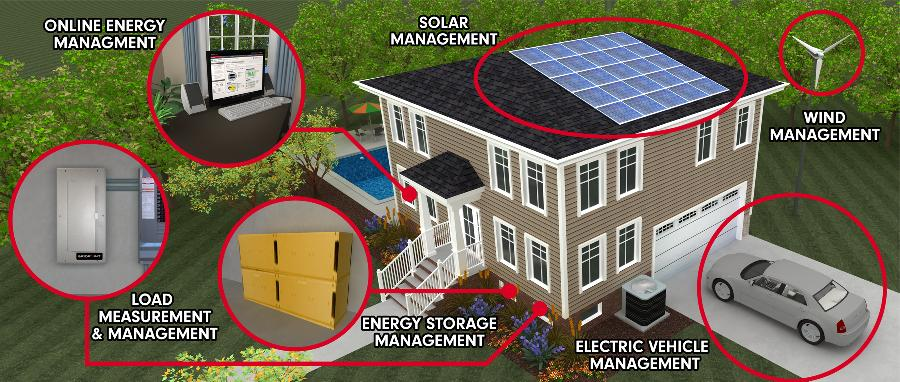 ONLINE ENERGY
MANAGMENT
SOLAR
MANAGEMENT
WIND
MANAGEMENT
LOAD
MEASUREMENT
& MANAGEMENT
ENERGY STORAGE
MANAGEMENT
ELECTRIC VEHICLE
MANAGEMENT